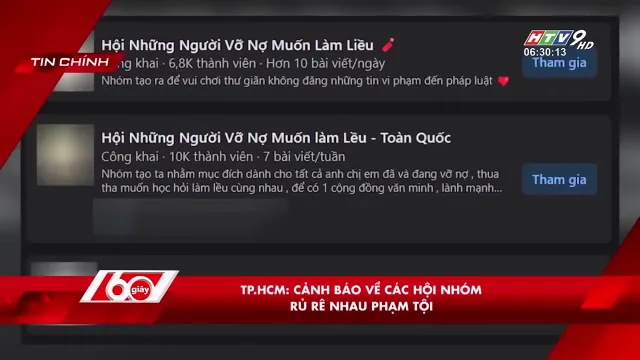 TIN CHÍNH
HTV9 HD
06:30:13
Hội Những Người Vỡ Nợ Muốn Làm Liều 🧨
Công khai · 6,8K thành viên · Hơn 10 bài viết/ngày
Nhóm tạo ra để vui chơi thư giãn không đăng những tin vi phạm đến pháp luật ❤️
Tham gia
Hội Những Người Vỡ Nợ Muốn làm Lều - Toàn Quốc
Công khai · 10K thành viên · 7 bài viết/tuần
Nhóm tạo ta nhằm mục đích dành cho tất cả anh chị em đã và đang vỡ nợ , thua
tha muốn học hỏi làm lều cùng nhau , để có 1 cộng đồng văn minh , lành mạnh...
Tham gia
60 giây
TP.HCM: CẢNH BÁO VỀ CÁC HỘI NHÓM
RỦ RÊ NHAU PHẠM TỘI